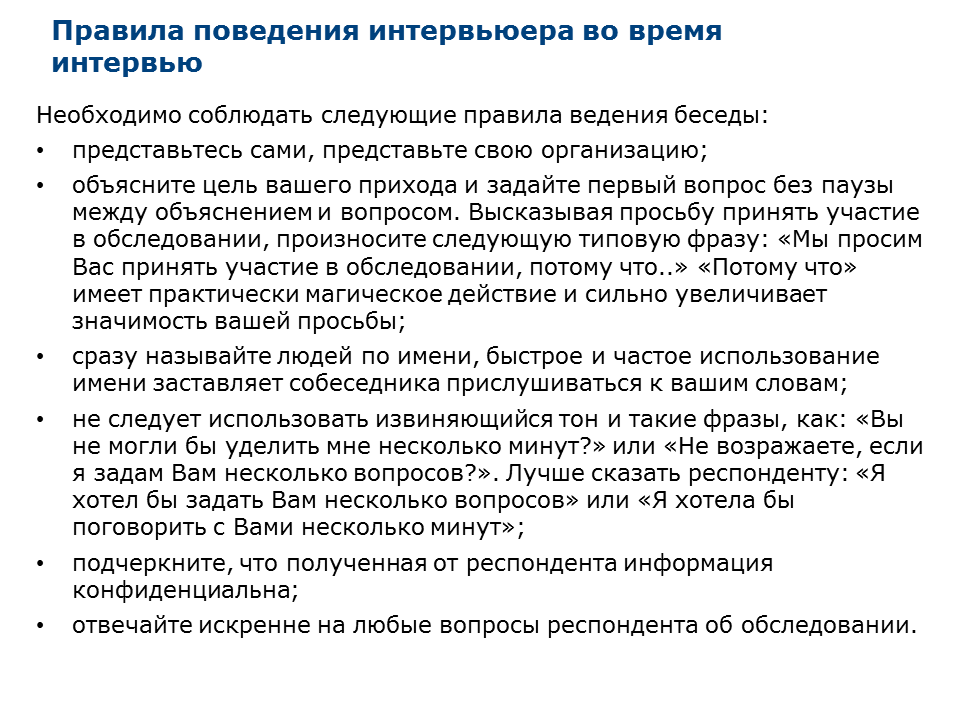 Правила поведения интервьюера во время
интервью
Необходимо соблюдать следующие правила ведения беседы:
• представьтесь сами, представьте свою организацию;
• объясните цель вашего прихода и задайте первый вопрос без паузы
между объяснением и вопросом. Высказывая просьбу принять участие
в обследовании, произносите следующую типовую фразу: «Мы просим
Вас принять участие в обследовании, потому что..» «Потому что»
имеет практически магическое действие и сильно увеличивает
значимость вашей просьбы;
• сразу называйте людей по имени, быстрое и частое использование
имени заставляет собеседника прислушиваться к вашим словам;
• не следует использовать извиняющийся тон и такие фразы, как: «Вы
не могли бы уделить мне несколько минут?» или «Не возражаете, если
я задам Вам несколько вопросов?». Лучше сказать респонденту: «Я
хотел бы задать Вам несколько вопросов» или «Я хотела бы
поговорить с Вами несколько минут»;
• подчеркните, что полученная от респондента информация
конфиденциальна;
• отвечайте искренне на любые вопросы респондента об обследовании.